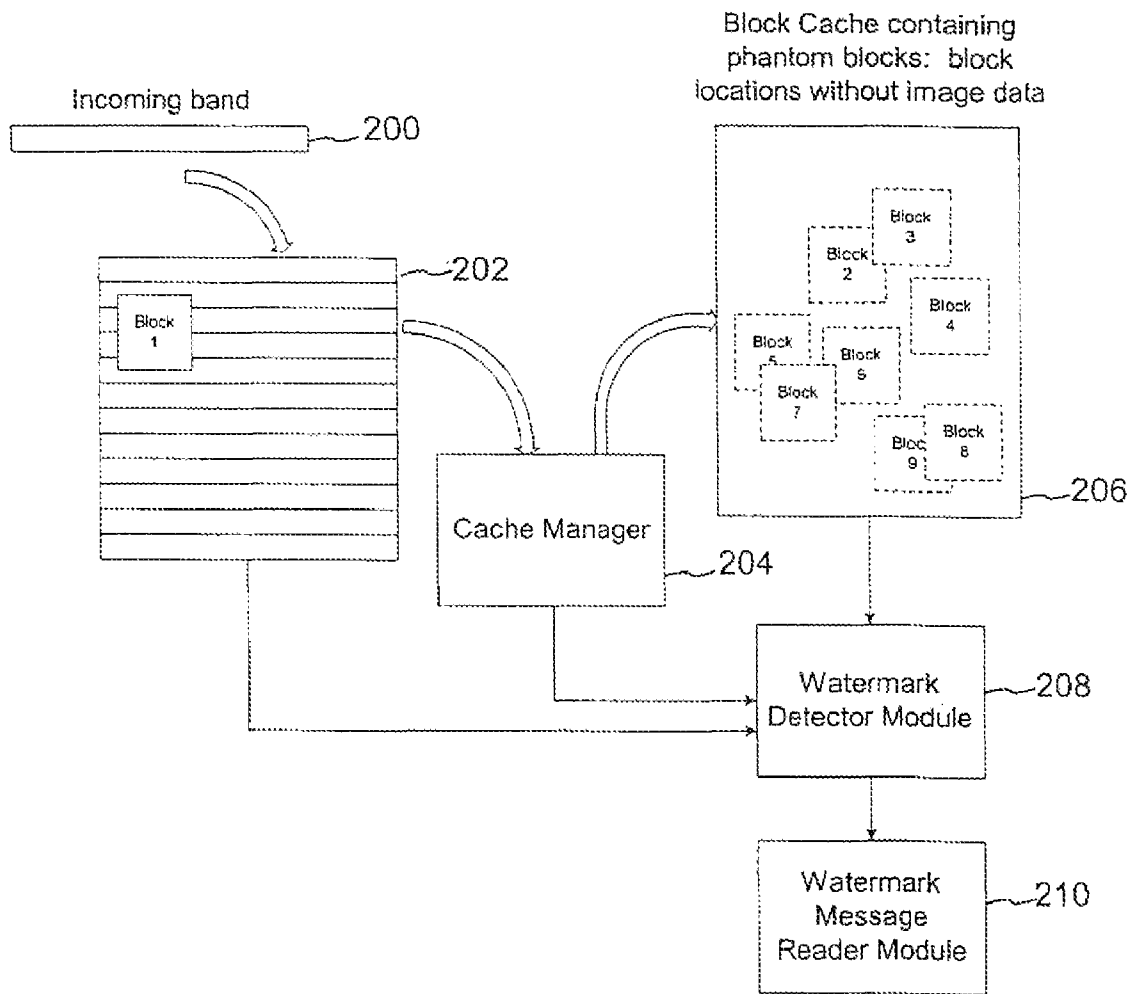 Block Cache containing
phantom blocks: block
locations without image data
Incoming band
200
202
Block
1
Block
3
Block
2
Block
4
Block
5
Block
6
Block
7
Block
9
Block
8
206
Cache Manager
204
Watermark
Detector Module
208
Watermark
Message
Reader Module
210